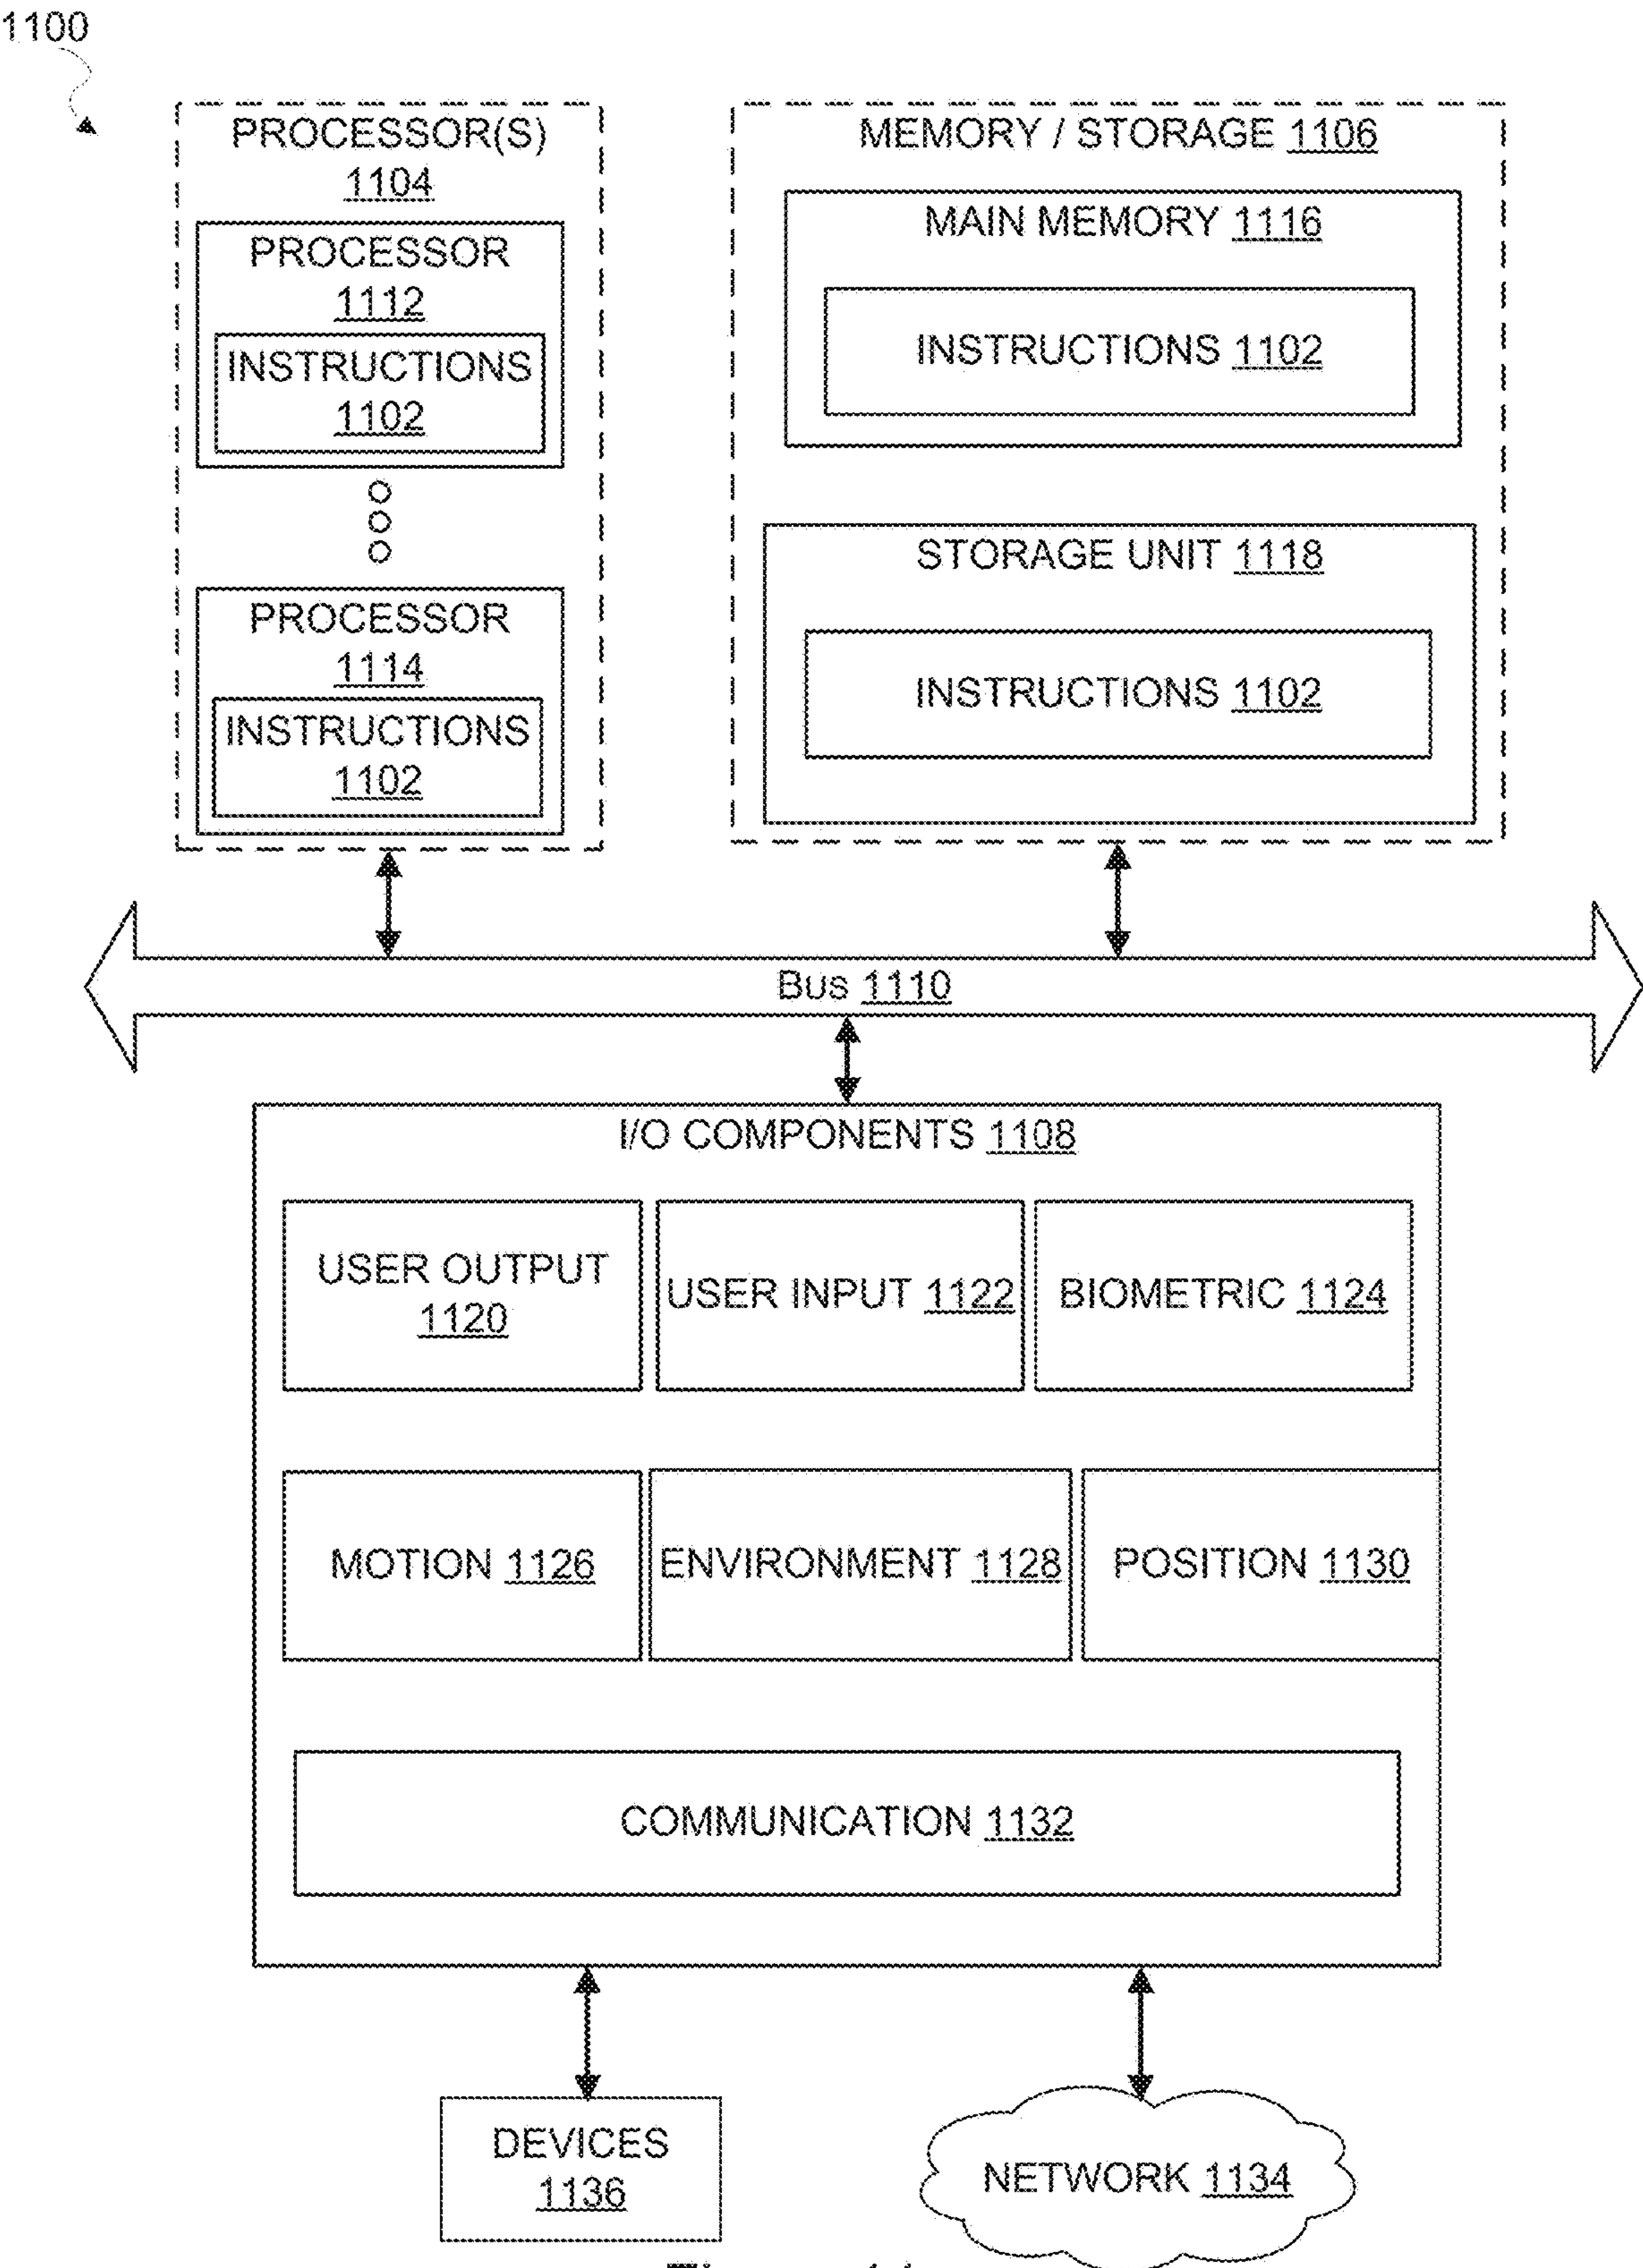 1100
PROCESSOR(S)
1104
PROCESSOR
1112
INSTRUCTIONS
1102
PROCESSOR
1114
INSTRUCTIONS
1102
MEMORY / STORAGE 1106
MAIN MEMORY 1116
INSTRUCTIONS 1102
STORAGE UNIT 1118
INSTRUCTIONS 1102
Bus 1110
I/O COMPONENTS 1108
USER OUTPUT
1120
USER INPUT 1122
BIOMETRIC 1124
MOTION 1126
ENVIRONMENT 1128
POSITION 1130
COMMUNICATION 1132
DEVICES
1136
NETWORK 1134